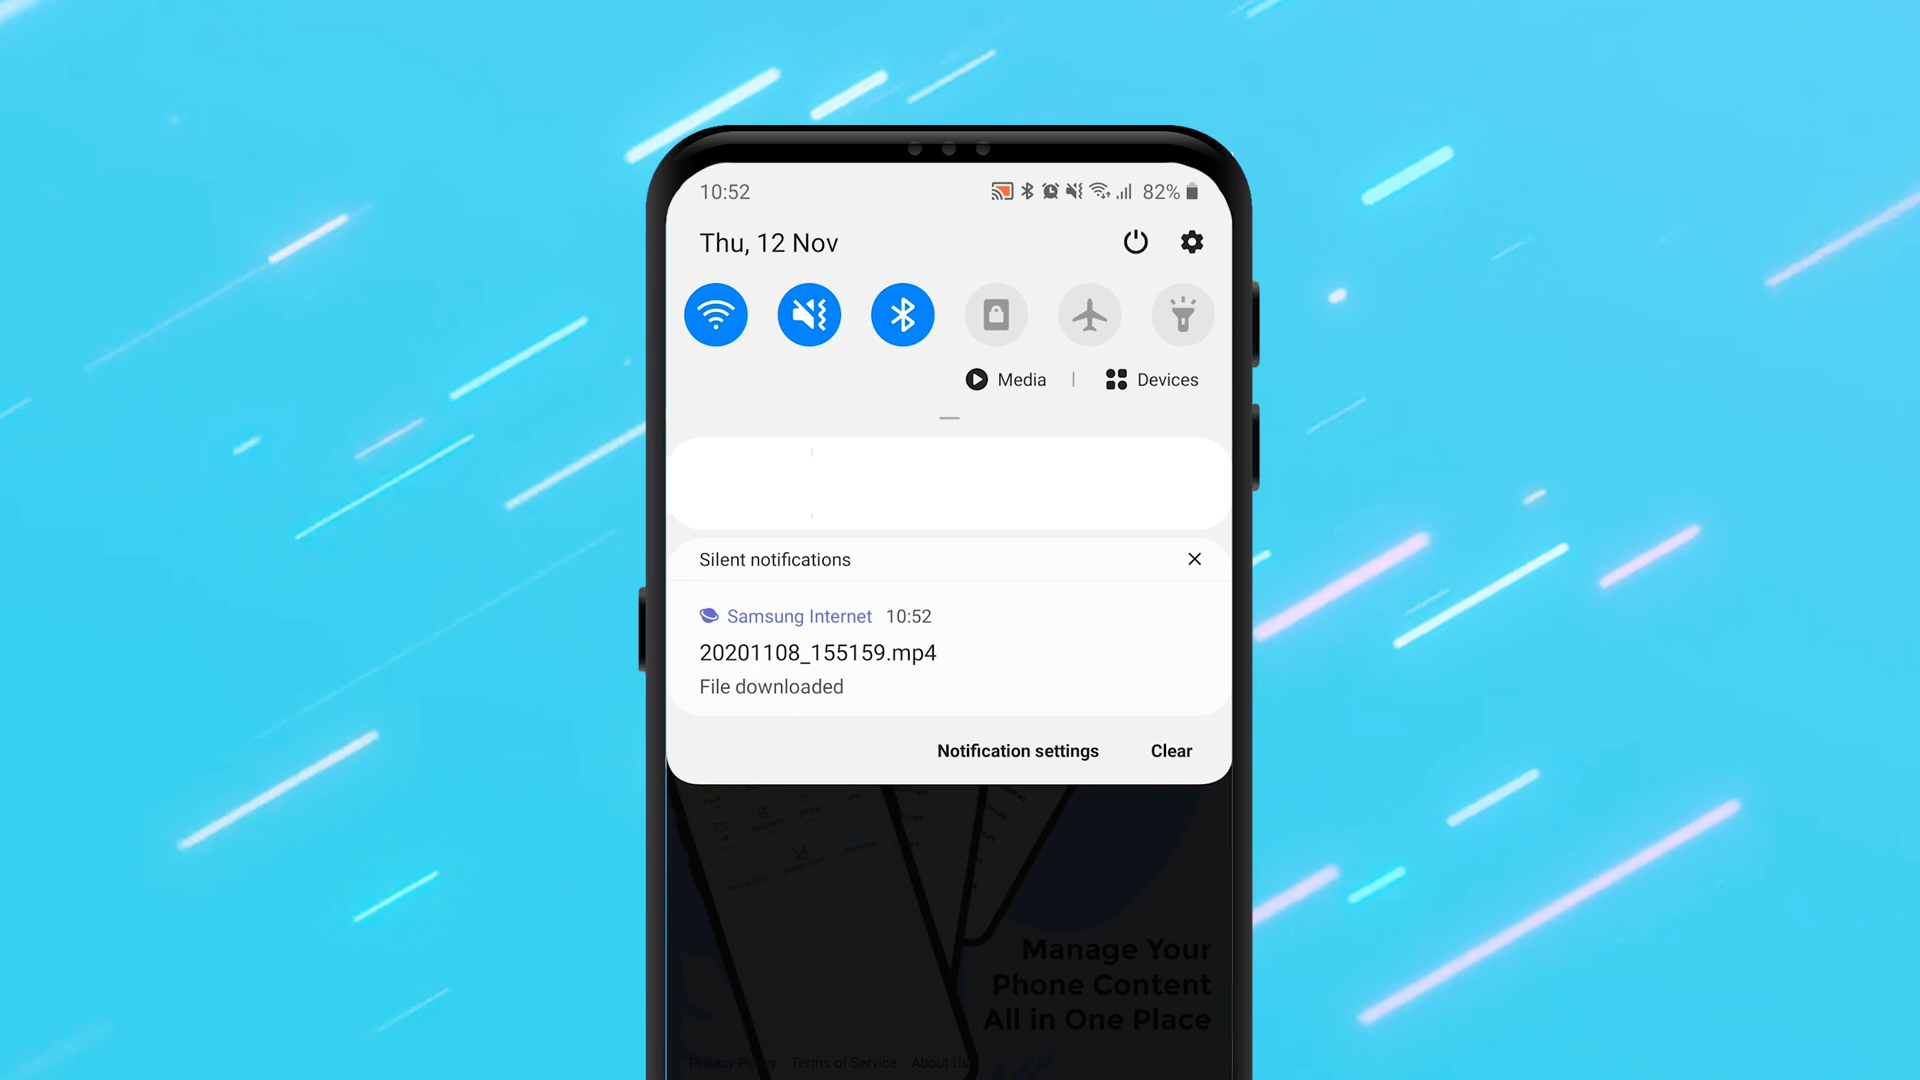 10:52 82%
Thu, 12 Nov
Media | Devices
Silent notifications
Samsung Internet 10:52
20201108_155159.mp4
File downloaded
Notification settings Clear
Manage Your
Phone Content
All in One Place
Privacy Policy Terms of Service About Us